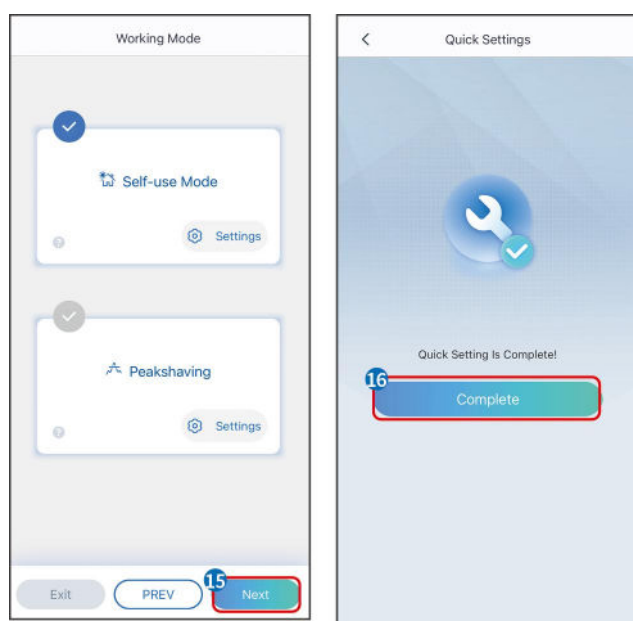 Working Mode
Self-use Mode
Settings
Peakshaving
Settings
Exit
PREV
15
Next
Quick Settings
Quick Setting Is Complete!
16
Complete